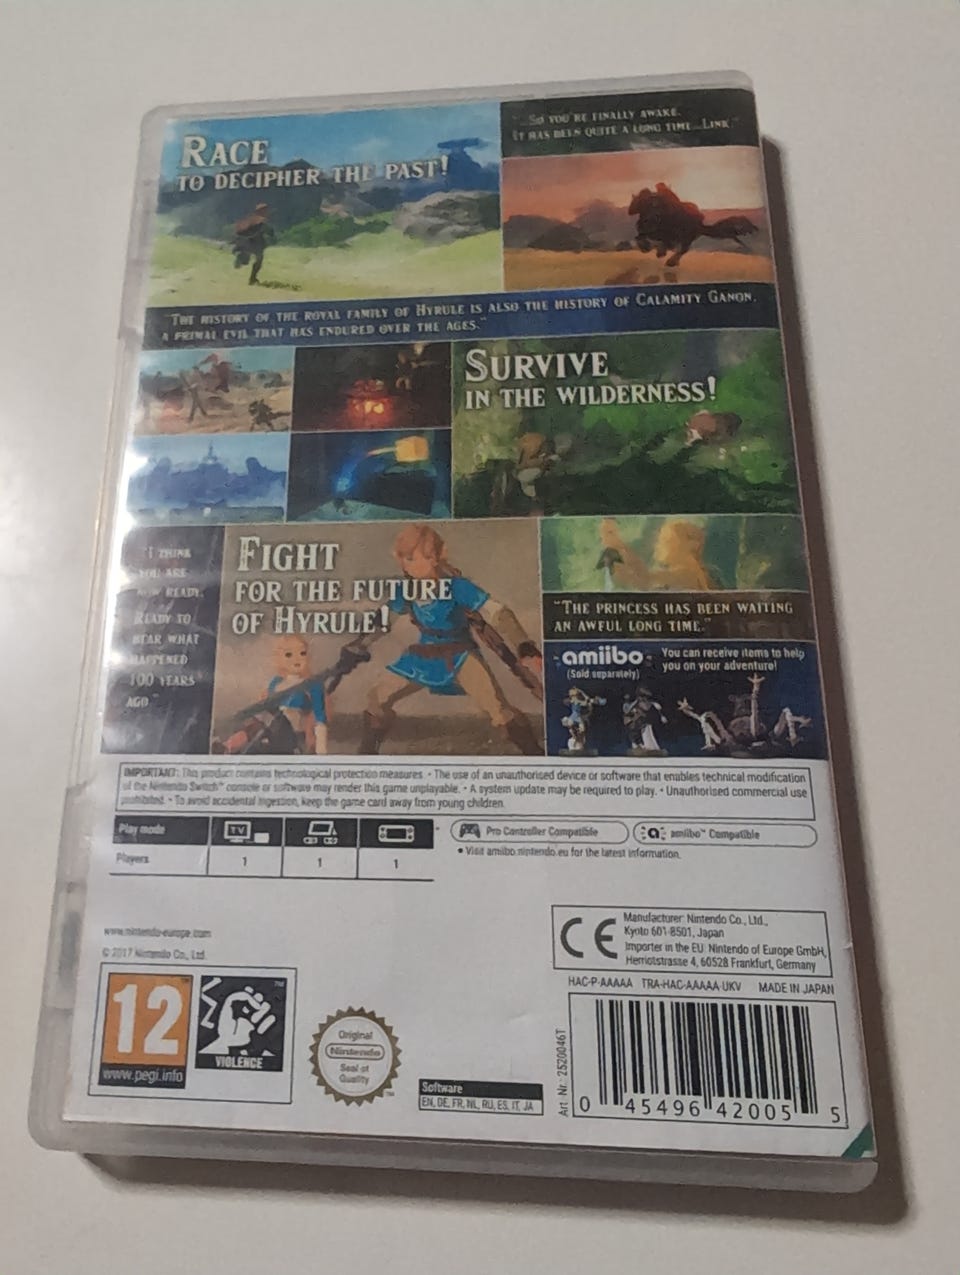 RACE
TO DECIPHER THE PAST!
"...SO YOU'RE FINALLY AWAKE.
IT HAS BEEN QUITE A LONG TIME...LINK."
"THE HISTORY OF THE ROYAL FAMILY OF HYRULE IS ALSO THE HISTORY OF CALAMITY GANON,
A PRIMAL EVIL THAT HAS ENDURED OVER THE AGES."
SURVIVE
IN THE WILDERNESS!
"I THINK
YOU ARE
NOW READY.
READY TO
HEAR WHAT
HAPPENED
100 YEARS
AGO"
FIGHT
FOR THE FUTURE
OF HYRULE!
"THE PRINCESS HAS BEEN WAITING
AN AWFUL LONG TIME."
amiibo™
(Sold separately)
You can receive items to help
you on your adventure!
IMPORTANT: This product contains technological protection measures. • The use of an unauthorised device or software that enables technical modification
of the Nintendo Switch™ console or software may render this game unplayable. • A system update may be required to play. • Unauthorised commercial use
prohibited. • To avoid accidental ingestion, keep the game card away from young children.
Play mode TV
Players 1 1 1
Pro Controller Compatible
amiibo™ Compatible
• Visit amiibo.nintendo.eu for the latest information.
www.nintendo-europe.com
© 2017 Nintendo Co., Ltd.
CE
Manufacturer: Nintendo Co., Ltd.,
Kyoto 601-8501, Japan
Importer in the EU: Nintendo of Europe GmbH,
Herriotstrasse 4, 60528 Frankfurt, Germany
HAC-P-AAAAA TRA-HAC-AAAAA-UKV MADE IN JAPAN
12
www.pegi.info
VIOLENCE
Original
Nintendo
Seal of
Quality
™
Software
EN, DE, FR, NL, RU, ES, IT, JA
Art.-Nr.: 2520046T
0 45496 42005 5